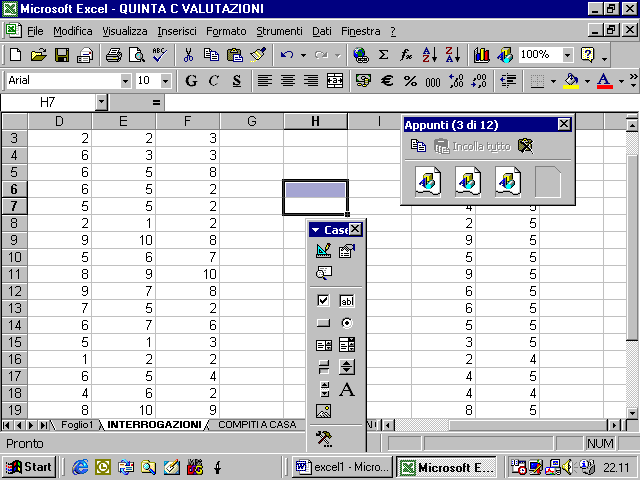 Microsoft Excel - QUINTA C VALUTAZIONI
File Modifica Visualizza Inserisci Formato Strumenti Dati Finestra ?
100%
Arial 10 G C S € % 000
H7 =
Appunti (3 di 12)
Incolla tutto
D E F G H I
3 2 2 3
4 6 3 3
5 6 5 8
6 6 5 2
7 5 5 2 4 5
8 2 1 2 2 5
Case
9 9 10 8 9 5
10 5 6 7 5 5
11 8 9 10 9 5
12 9 7 8 6 5
13 7 5 2 6 5
14 6 7 6 5 5
15 5 1 3 3 5
16 1 2 2 2 4
17 6 5 4 4 5
18 4 6 2 4 5
19 8 10 9 8 5
Foglio1 INTERROGAZIONI COMPITI A CASA
Pronto NUM
Start excel1 - Micro... Microsoft E... 22.11